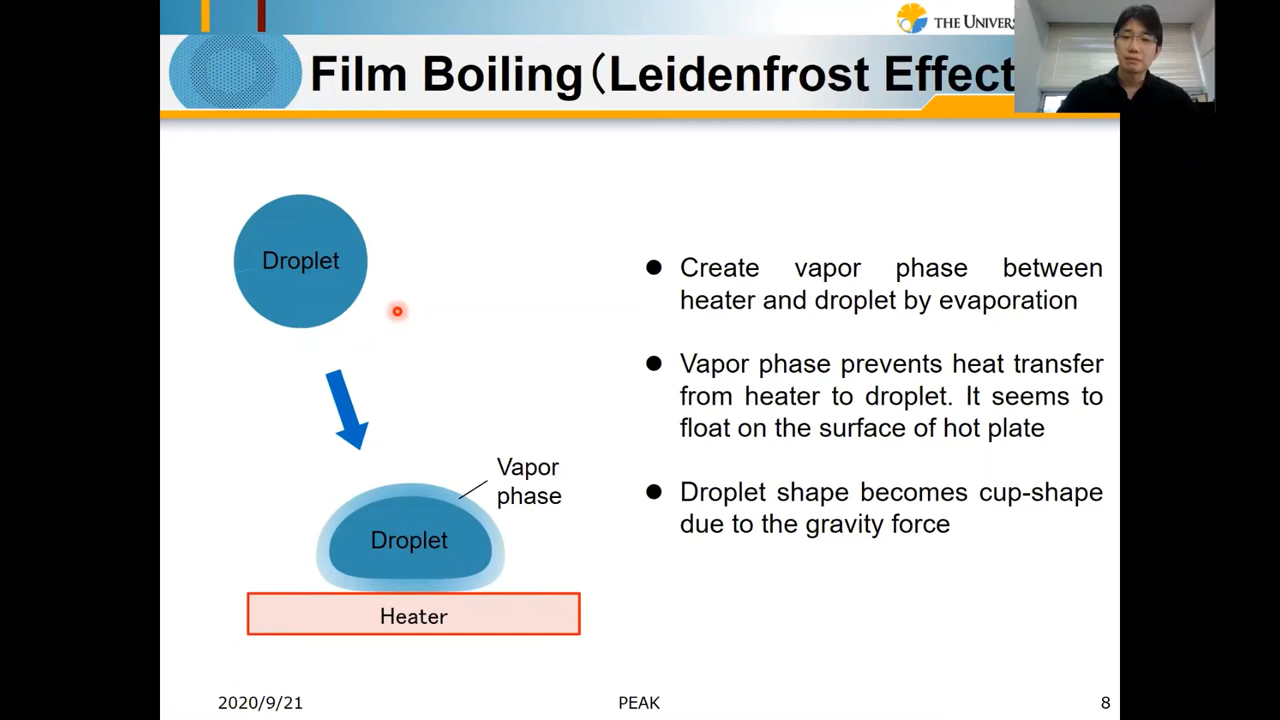 THE UNIVERS
Film Boiling（Leidenfrost Effect
Droplet
Create vapor phase between
heater and droplet by evaporation
Vapor phase prevents heat transfer
from heater to droplet. It seems to
float on the surface of hot plate
Vapor
phase
Droplet
Droplet shape becomes cup-shape
due to the gravity force
Heater
2020/9/21
PEAK
8